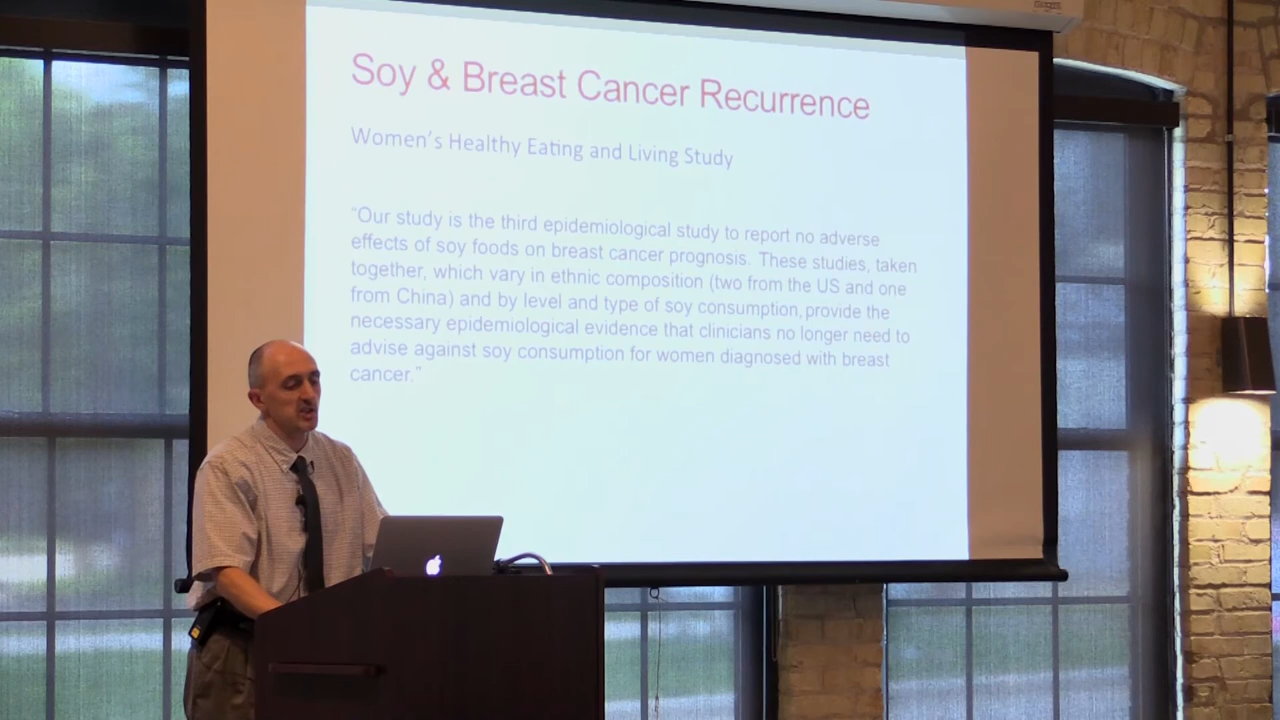 Soy & Breast Cancer Recurrence
Women's Healthy Eating and Living Study
“Our study is the third epidemiological study to report no adverse
effects of soy foods on breast cancer prognosis. These studies, taken
together, which vary in ethnic composition (two from the US and one
from China) and by level and type of soy consumption, provide the
necessary epidemiological evidence that clinicians no longer need to
advise against soy consumption for women diagnosed with breast
cancer.”